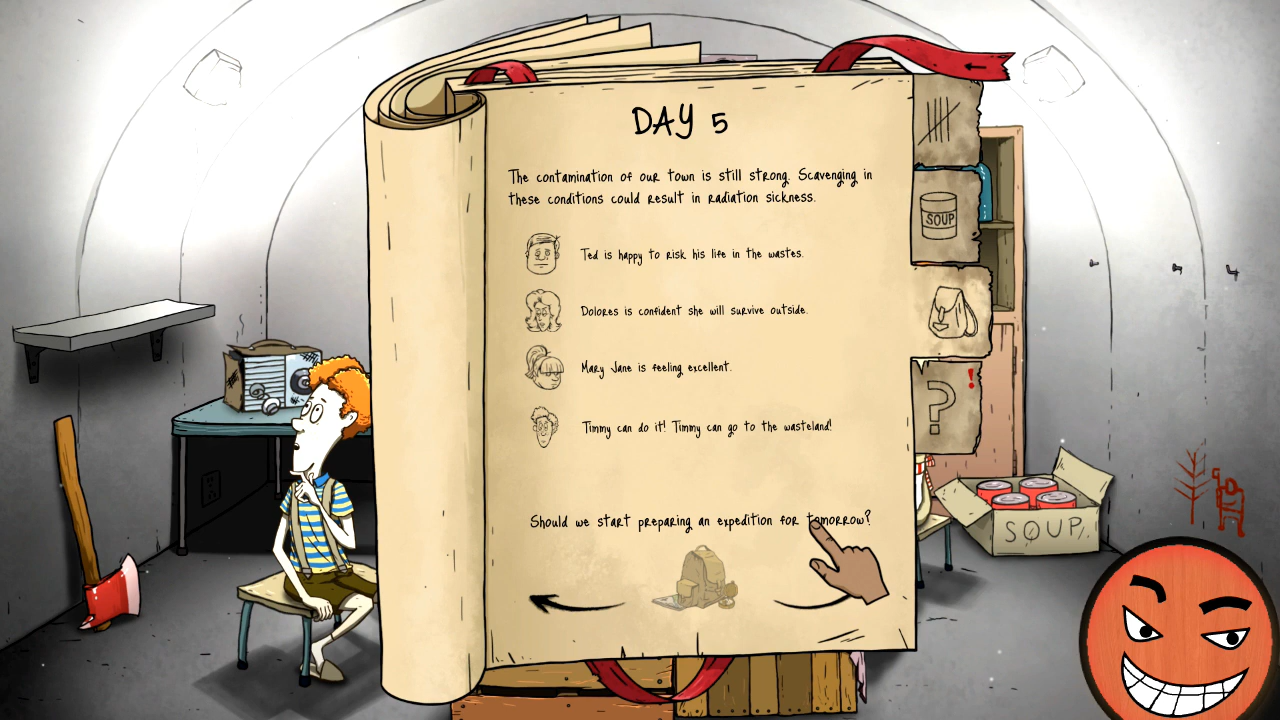 DAY 5
The contamination of our town is still strong. Scavenging in
these conditions could result in radiation sickness.
SOUP
Ted is happy to risk his life in the wastes.
Dolores is confident she will survive outside.
Mary Jane is feeling excellent.
?
!
Timmy can do it! Timmy can go to the wasteland!
Should we start preparing an expedition for tomorrow?
SOUP